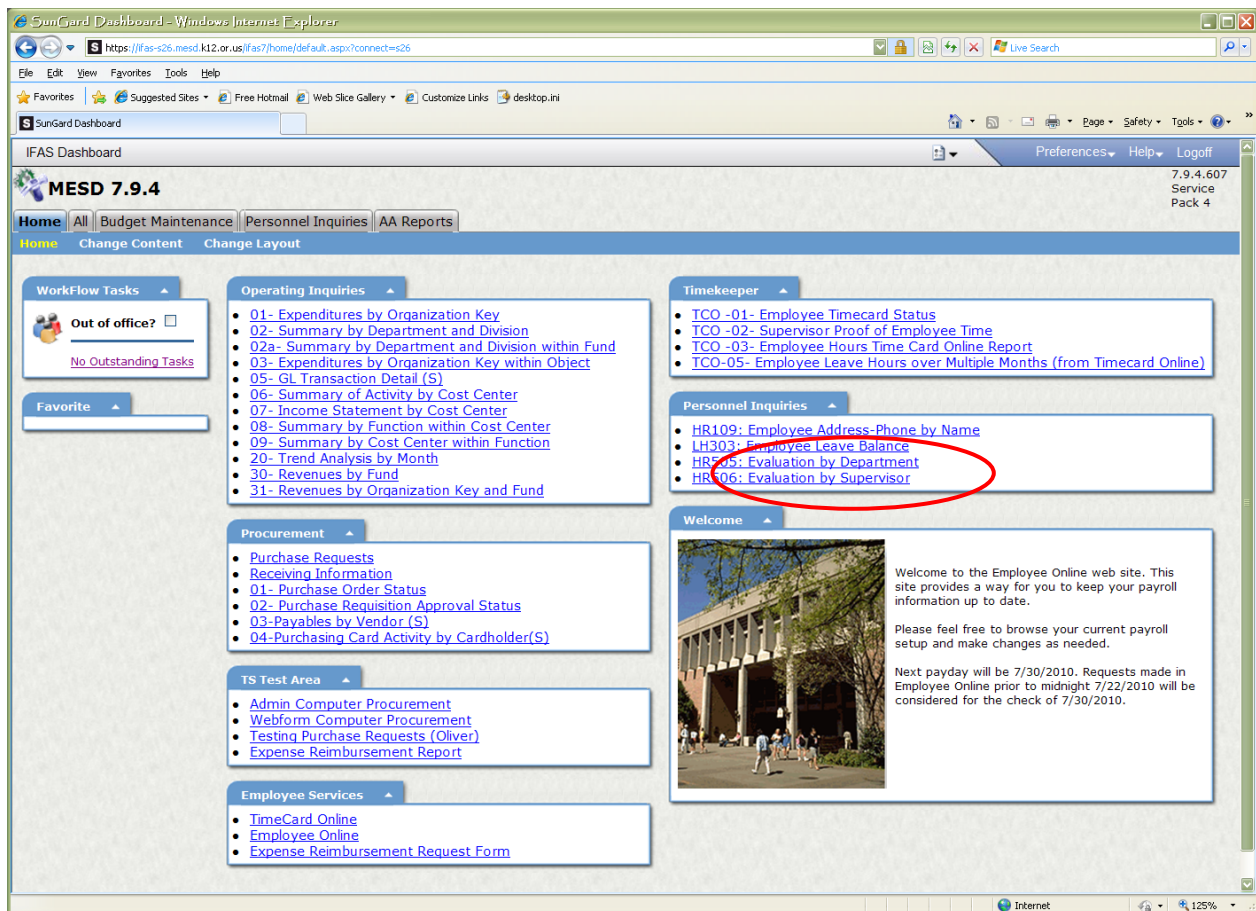 SunGard Dashboard - Windows Internet Explorer
https://ifas-s26.mesd.k12.or.us/ifas7/home/default.aspx?connect=s26
Live Search
File Edit View Favorites Tools Help
Favorites Suggested Sites Free Hotmail Web Slice Gallery Customize Links desktop.ini
SunGard Dashboard
Page Safety Tools
IFAS Dashboard
Preferences Help Logoff
MESD 7.9.4
7.9.4.607
Service
Pack 4
Home All Budget Maintenance Personnel Inquiries AA Reports
Home Change Content Change Layout
WorkFlow Tasks
Out of office?
No Outstanding Tasks
Favorite
Operating Inquiries
01- Expenditures by Organization Key
02- Summary by Department and Division
02a- Summary by Department and Division within Fund
03- Expenditures by Organization Key within Object
05- GL Transaction Detail (S)
06- Summary of Activity by Cost Center
07- Income Statement by Cost Center
08- Summary by Function within Cost Center
09- Summary by Cost Center within Function
20- Trend Analysis by Month
30- Revenues by Fund
31- Revenues by Organization Key and Fund
Procurement
Purchase Requests
Receiving Information
01- Purchase Order Status
02- Purchase Requisition Approval Status
03-Payables by Vendor (S)
04-Purchasing Card Activity by Cardholder(S)
TS Test Area
Admin Computer Procurement
Webform Computer Procurement
Testing Purchase Requests (Oliver)
Expense Reimbursement Report
Employee Services
TimeCard Online
Employee Online
Expense Reimbursement Request Form
Timekeeper
TCO -01- Employee Timecard Status
TCO -02- Supervisor Proof of Employee Time
TCO -03- Employee Hours Time Card Online Report
TCO-05- Employee Leave Hours over Multiple Months (from Timecard Online)
Personnel Inquiries
HR109: Employee Address-Phone by Name
LH303: Employee Leave Balance
HR505: Evaluation by Department
HR506: Evaluation by Supervisor
Welcome
Welcome to the Employee Online web site. This
site provides a way for you to keep your payroll
information up to date.
Please feel free to browse your current payroll
setup and make changes as needed.
Next payday will be 7/30/2010. Requests made in
Employee Online prior to midnight 7/22/2010 will be
considered for the check of 7/30/2010.
Internet
125%